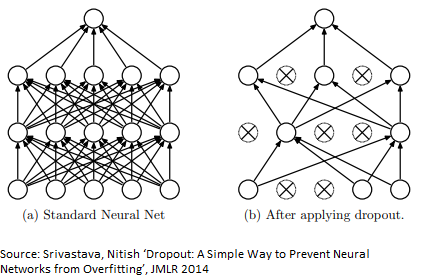 (a) Standard Neural Net
(b) After applying dropout.
Source: Srivastava, Nitish ‘Dropout: A Simple Way to Prevent Neural
Networks from Overfitting’, JMLR 2014